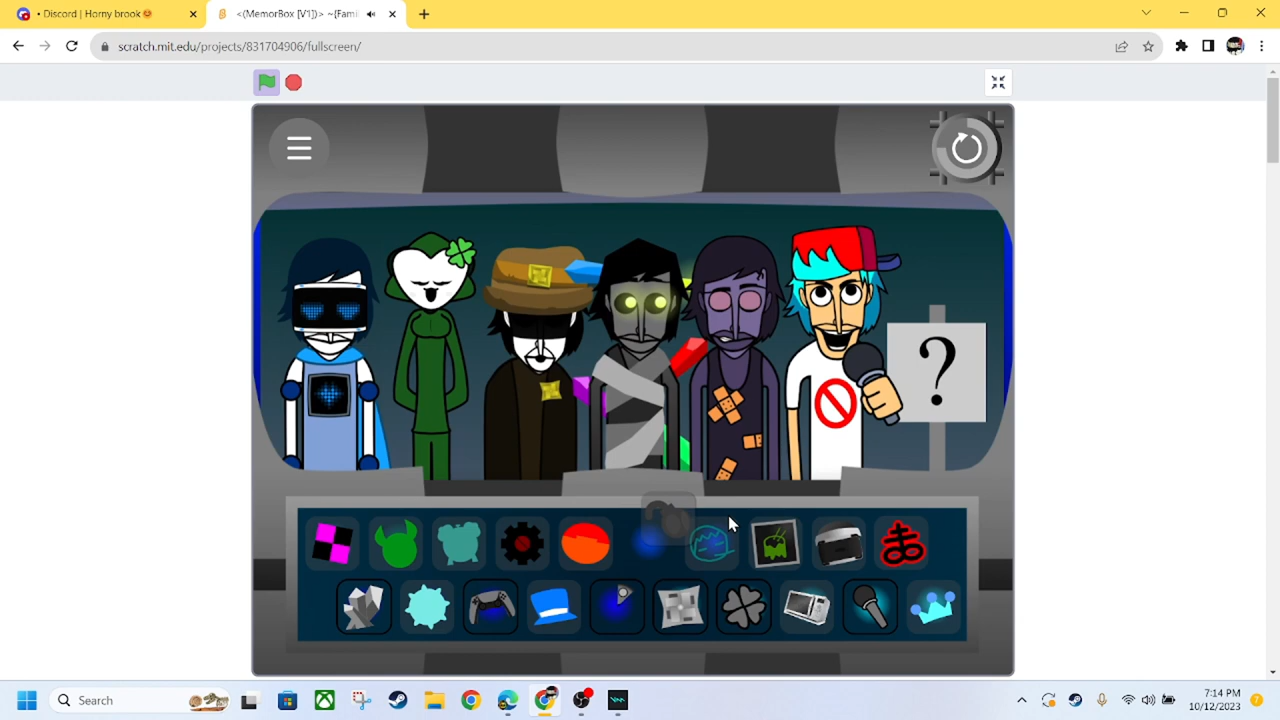 Discord | Horny brook
<(MemorBox [V1])> ~{Fami
scratch.mit.edu/projects/831704906/fullscreen/
?
Search
7:14 PM
10/12/2023
7